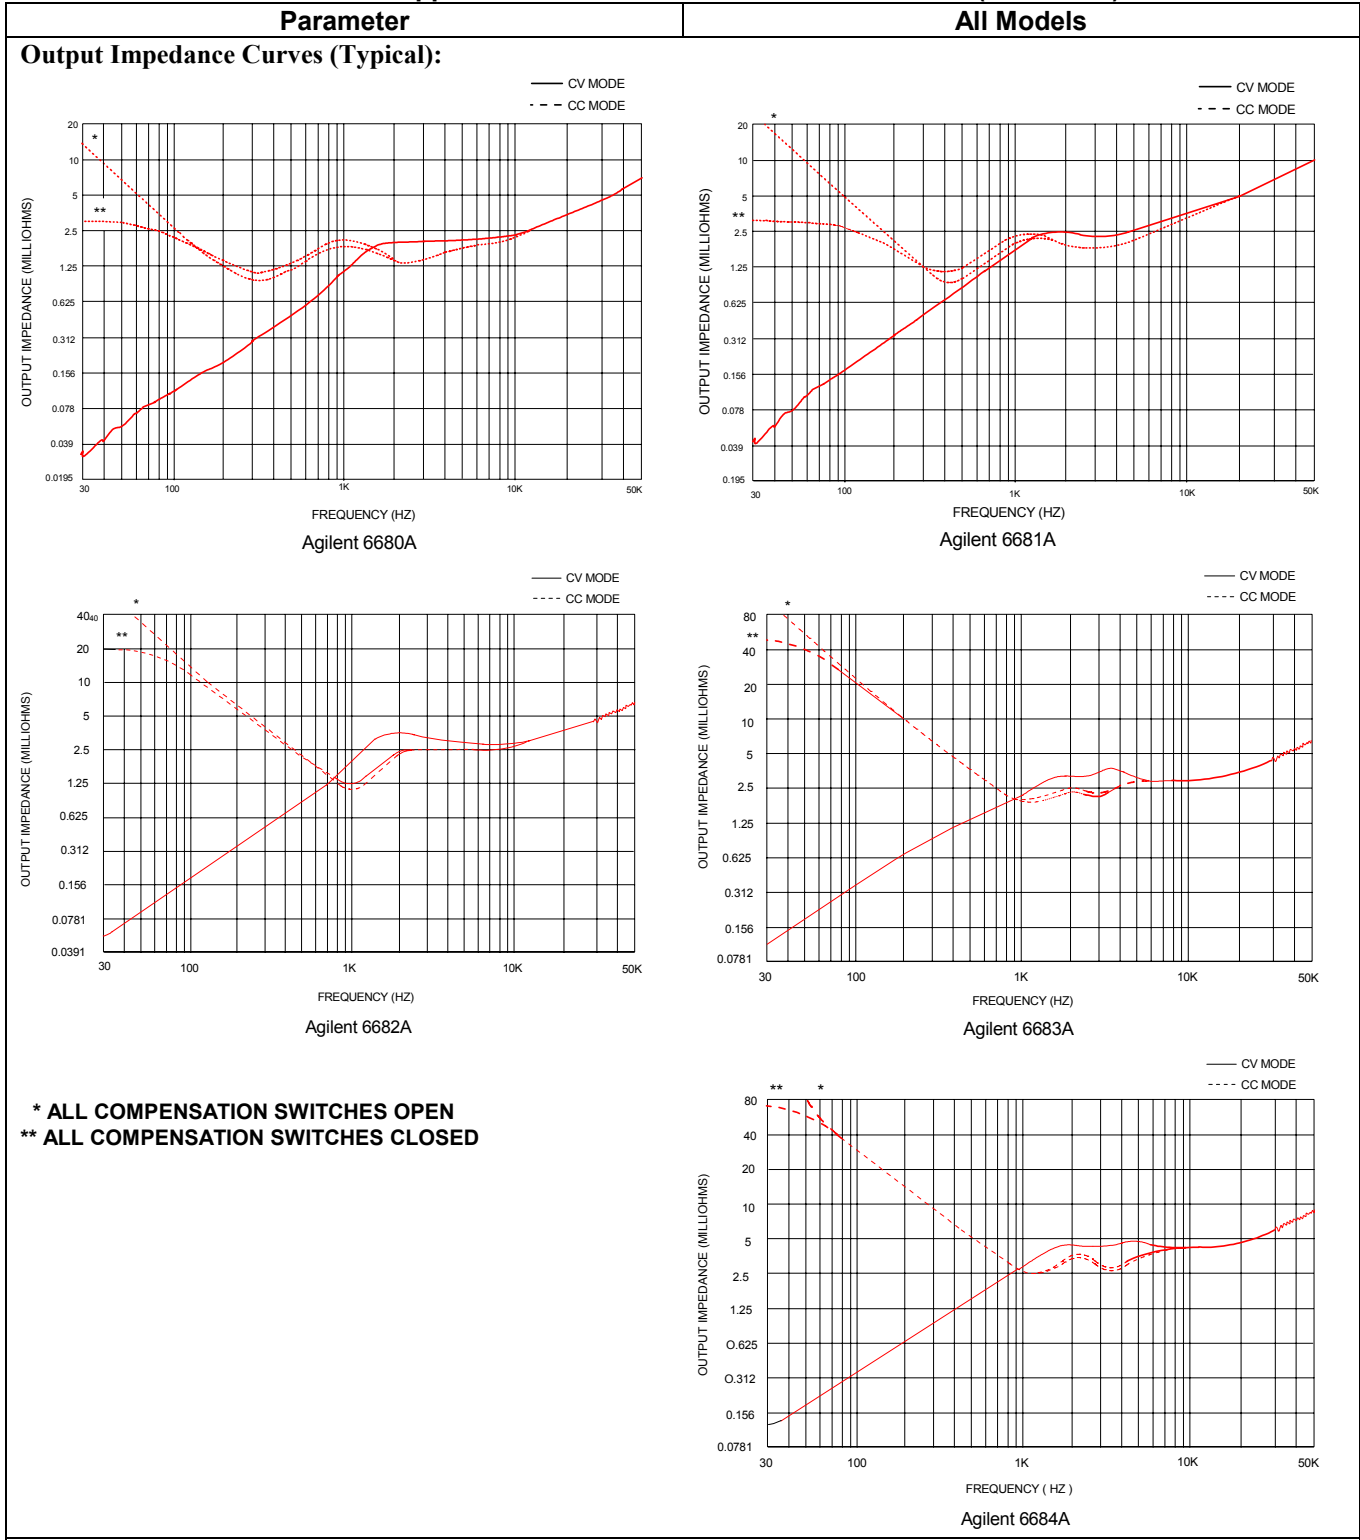 Parameter All Models
Output Impedance Curves (Typical):
CV MODE
CC MODE
*
**
20
10
5
2.5
1.25
0.625
0.312
0.156
0.078
0.039
0.0195
OUTPUT IMPEDANCE (MILLIOHMS)
30 100 1K 10K 50K
FREQUENCY (HZ)
Agilent 6680A
CV MODE
CC MODE
*
**
20
10
5
2.5
1.25
0.625
0.312
0.156
0.078
0.039
0.195
OUTPUT IMPEDANCE (MILLIOHMS)
30 100 1K 10K 50K
FREQUENCY (HZ)
Agilent 6681A
CV MODE
CC MODE
*
**
40 40
20
10
5
2.5
1.25
0.625
0.312
0.156
0.0781
0.0391
OUTPUT IMPEDANCE (MILLIOHMS)
30 100 1K 10K 50K
FREQUENCY (HZ)
Agilent 6682A
CV MODE
CC MODE
*
**
80
40
20
10
5
2.5
1.25
0.625
0.312
0.156
0.0781
OUTPUT IMPEDANCE (MILLIOHMS)
30 100 1K 10K 50K
FREQUENCY (HZ)
Agilent 6683A
* ALL COMPENSATION SWITCHES OPEN
** ALL COMPENSATION SWITCHES CLOSED
CV MODE
CC MODE
** *
80
40
20
10
5
2.5
1.25
O.625
O.312
0.156
0.0781
OUTPUT IMPEDANCE (MILLIOHMS)
30 100 1K 10K 50K
FREQUENCY ( HZ )
Agilent 6684A